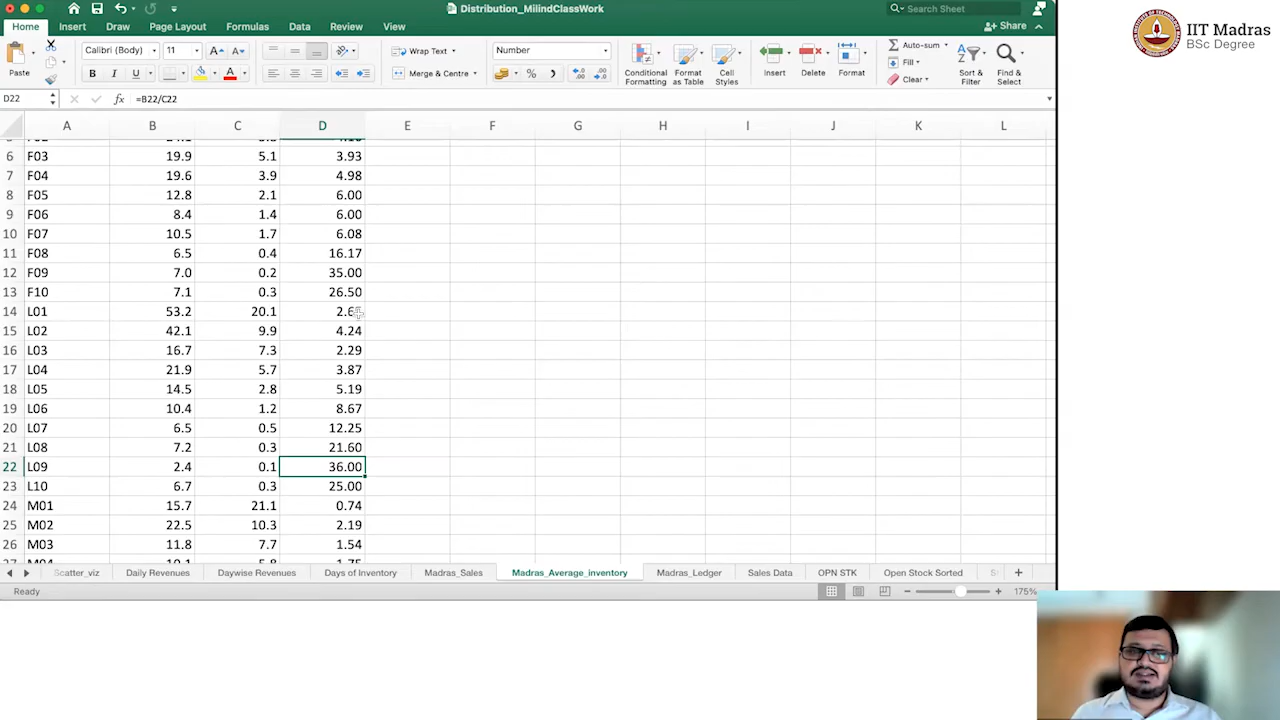 Distribution_MilindClassWork
Search Sheet
Home Insert Draw Page Layout Formulas Data Review View
Share
Paste
Calibri (Body) 11
B I U
Wrap Text
Merge & Centre
Number
Conditional Formatting
Format as Table
Cell Styles
Insert Delete Format
Auto-sum
Fill
Clear
Sort & Filter
Find & Select
IIT Madras
BSc Degree
D22 fx =B22/C22
A B C D E F G H I J K L
6 F03 19.9 5.1 3.93
7 F04 19.6 3.9 4.98
8 F05 12.8 2.1 6.00
9 F06 8.4 1.4 6.00
10 F07 10.5 1.7 6.08
11 F08 6.5 0.4 16.17
12 F09 7.0 0.2 35.00
13 F10 7.1 0.3 26.50
14 L01 53.2 20.1
15 L02 42.1 9.9 4.24
16 L03 16.7 7.3 2.29
17 L04 21.9 5.7 3.87
18 L05 14.5 2.8 5.19
19 L06 10.4 1.2 8.67
20 L07 6.5 0.5 12.25
21 L08 7.2 0.3 21.60
22 L09 2.4 0.1 36.00
23 L10 6.7 0.3 25.00
24 M01 15.7 21.1 0.74
25 M02 22.5 10.3 2.19
26 M03 11.8 7.7 1.54
Scatter_viz Daily Revenues Daywise Revenues Days of Inventory Madras_Sales Madras_Average_inventory Madras_Ledger Sales Data OPN STK Open Stock Sorted
Ready
175%